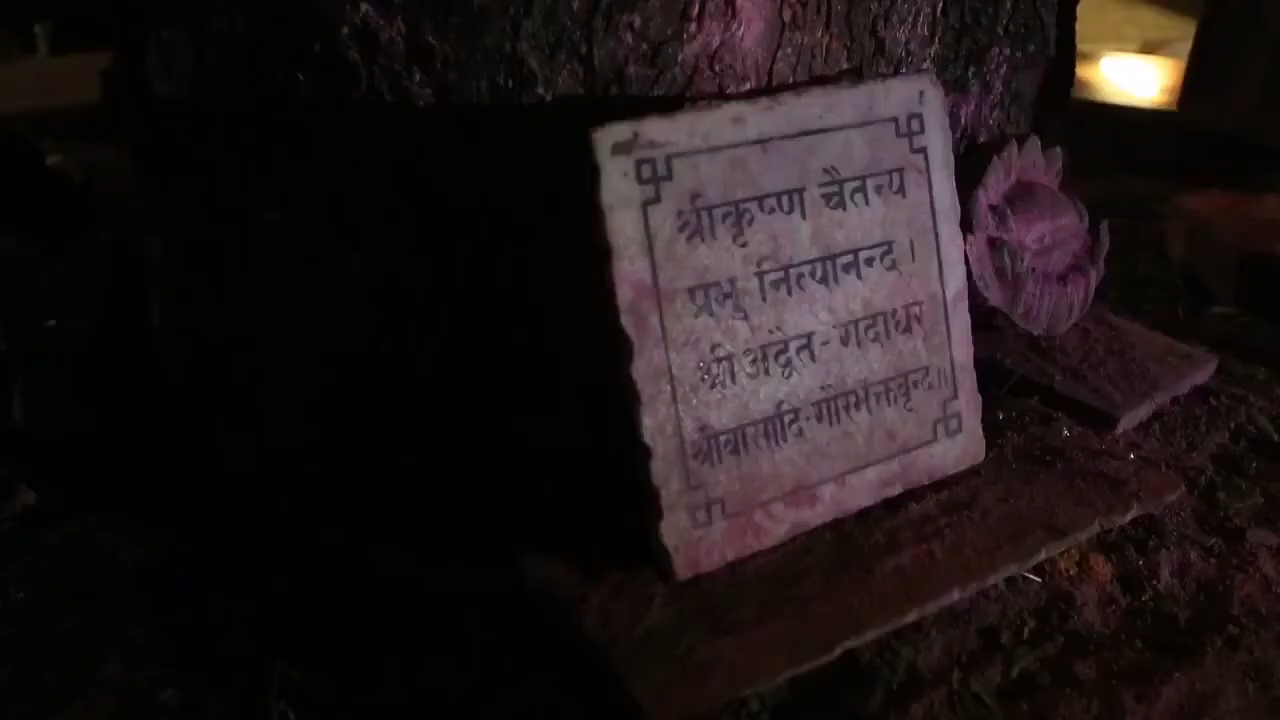 श्रीकृष्ण चैतन्य
प्रभु नित्यानन्द।
श्रीअद्वैत-गदाधर
श्रीवासादि-गौरभक्तवृन्द॥